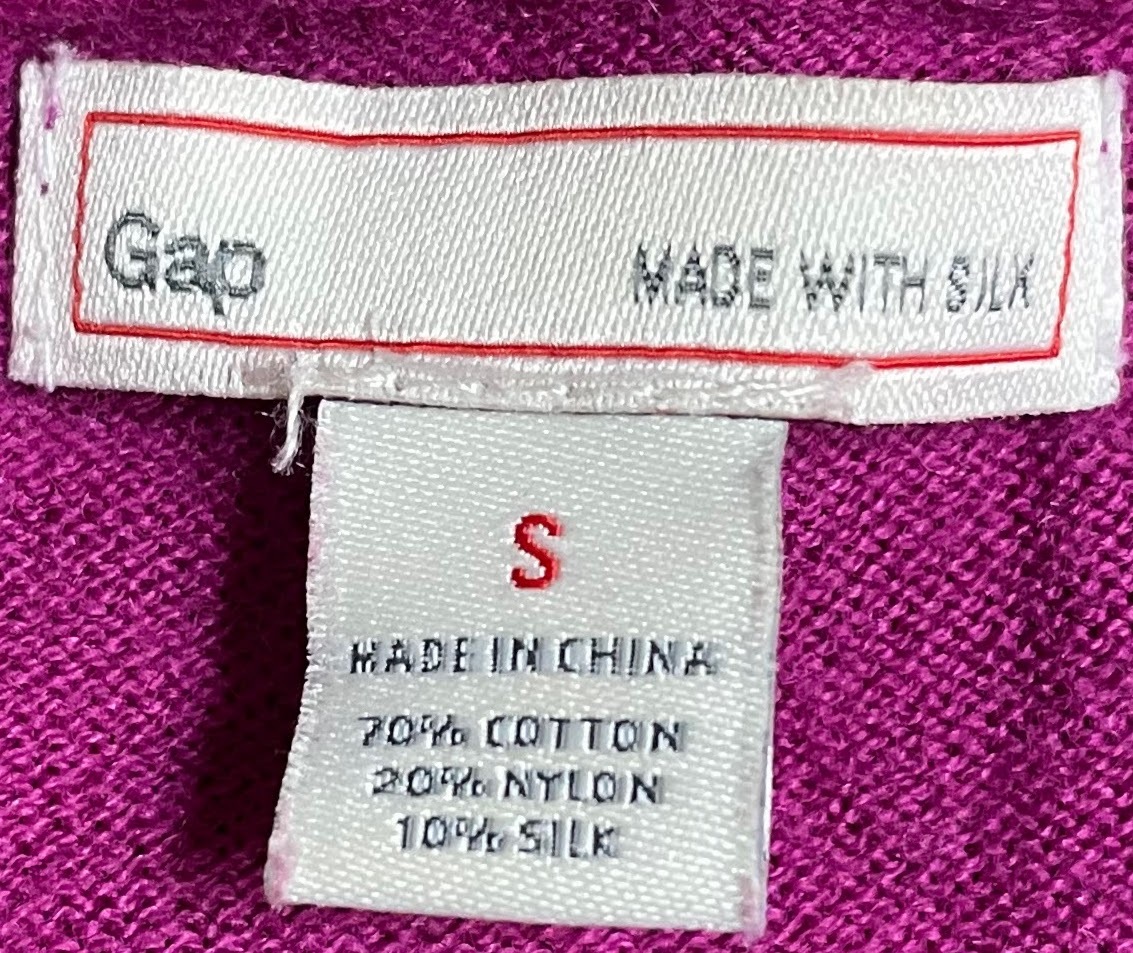 Gap MADE WITH SILK
S
MADE IN CHINA
70% COTTON
20% NYLON
10% SILK